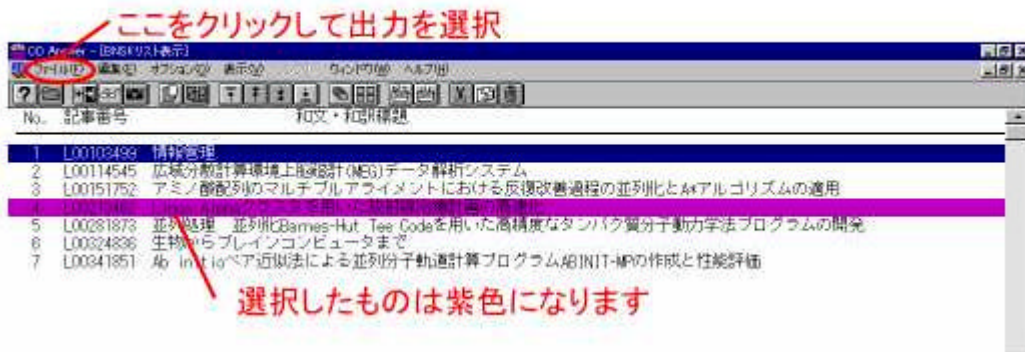 ここをクリックして出力を選択
CD Answer - [BNSKリスト表示]
ファイル(F) 編集(E) オプション(O) 表示(V) ウィンドウ(W) ヘルプ(H)
No. 記事番号 和文・和訳標題
1 L00103499 情報管理
2 L00114545 広域分散計算環境上脳磁計(MEG)データ解析システム
3 L00151752 アミノ酸配列のマルチプルアライメントにおける反復改善過程の並列化とA*アルゴリズムの適用
4
5 L00281873 並列処理 並列化Barnes-Hut Tee Codeを用いた高精度なタンパク質分子動力学法プログラムの開発
6 L00324836 生物からブレインコンピュータまで
7 L00341851 Ab initioペア近似法による並列分子軌道計算プログラムABINIT-MPの作成と性能評価
選択したものは紫色になります